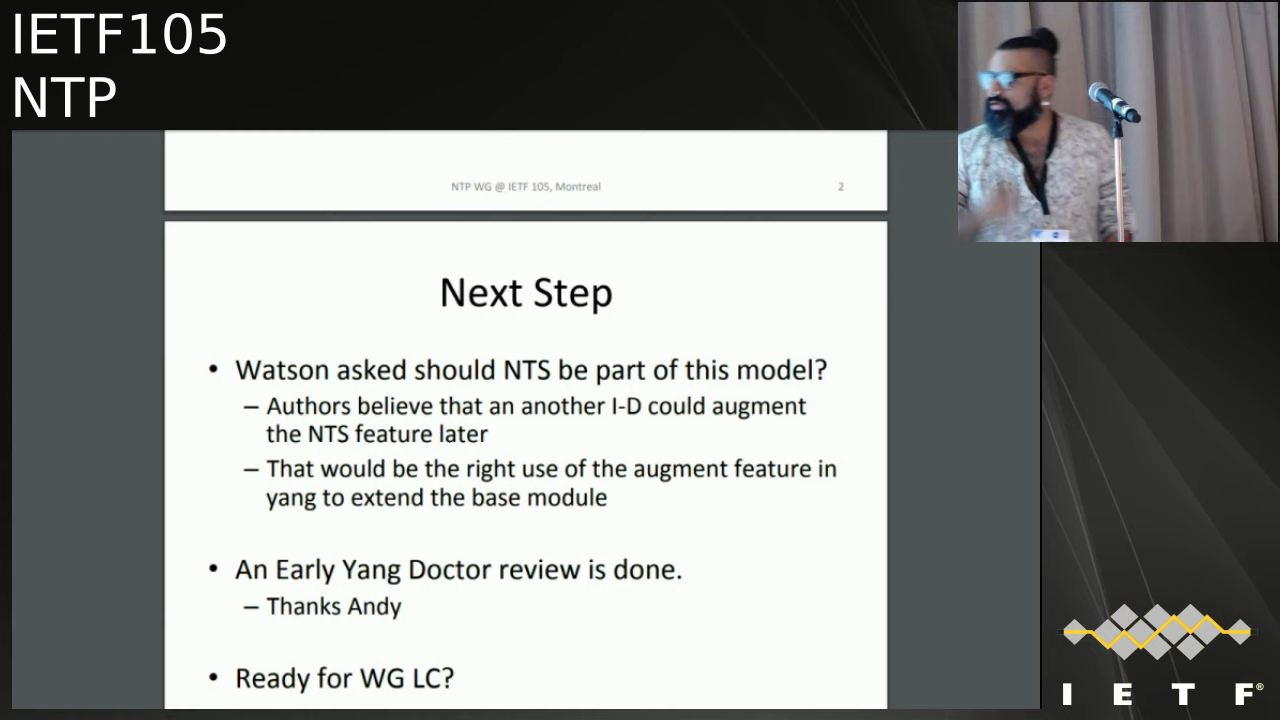 IETF105
NTP
NTP WG @ IETF 105, Montreal 2
Next Step
• Watson asked should NTS be part of this model?
– Authors believe that an another I-D could augment
the NTS feature later
– That would be the right use of the augment feature in
yang to extend the base module
• An Early Yang Doctor review is done.
– Thanks Andy
• Ready for WG LC?
I E T F®